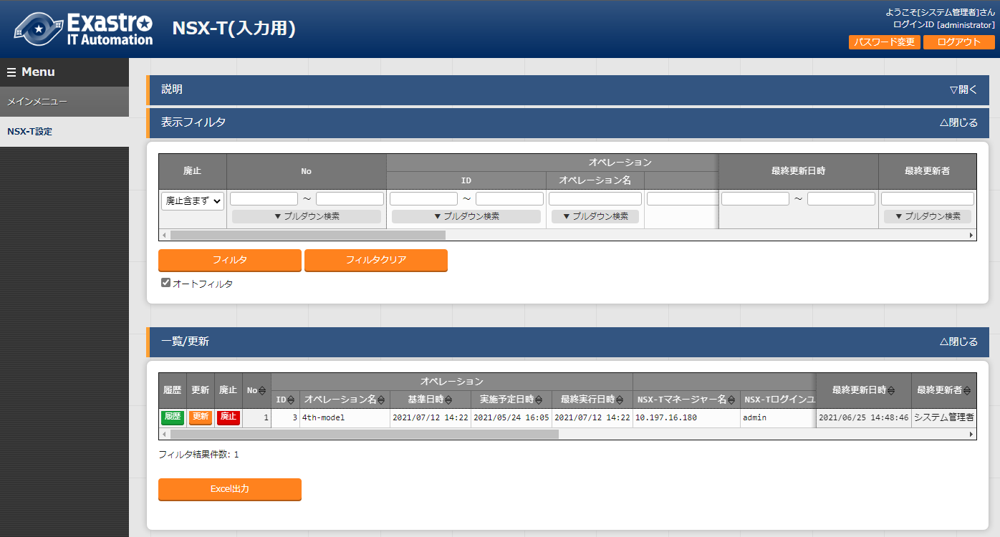 Exastro
IT Automation
NSX-T(入力用)
ようこそ[システム管理者]さん
ログインID [administrator]
パスワード変更 ログアウト
☰ Menu
メインメニュー
NSX-T設定
説明 ▽開く
表示フィルタ △閉じる
廃止 No オペレーション 最終更新日時 最終更新者
ID オペレーション名
廃止含まず ～ ～ ～
▼ プルダウン検索 ▼ プルダウン検索 ▼ プルダウン検索 ▼ プルダウン検索
フィルタ フィルタクリア
オートフィルタ
一覧/更新 △閉じる
履歴 更新 廃止 No オペレーション 最終更新日時 最終更新者
ID オペレーション名 基準日時 実施予定日時 最終実行日時 NSX-Tマネージャー名 NSX-Tログインユ
履歴 更新 廃止 1 3 4th-model 2021/07/12 14:22 2021/05/24 16:05 2021/07/12 14:22 10.197.16.180 admin 2021/06/25 14:48:46 システム管理者
フィルタ結果件数: 1
Excel出力